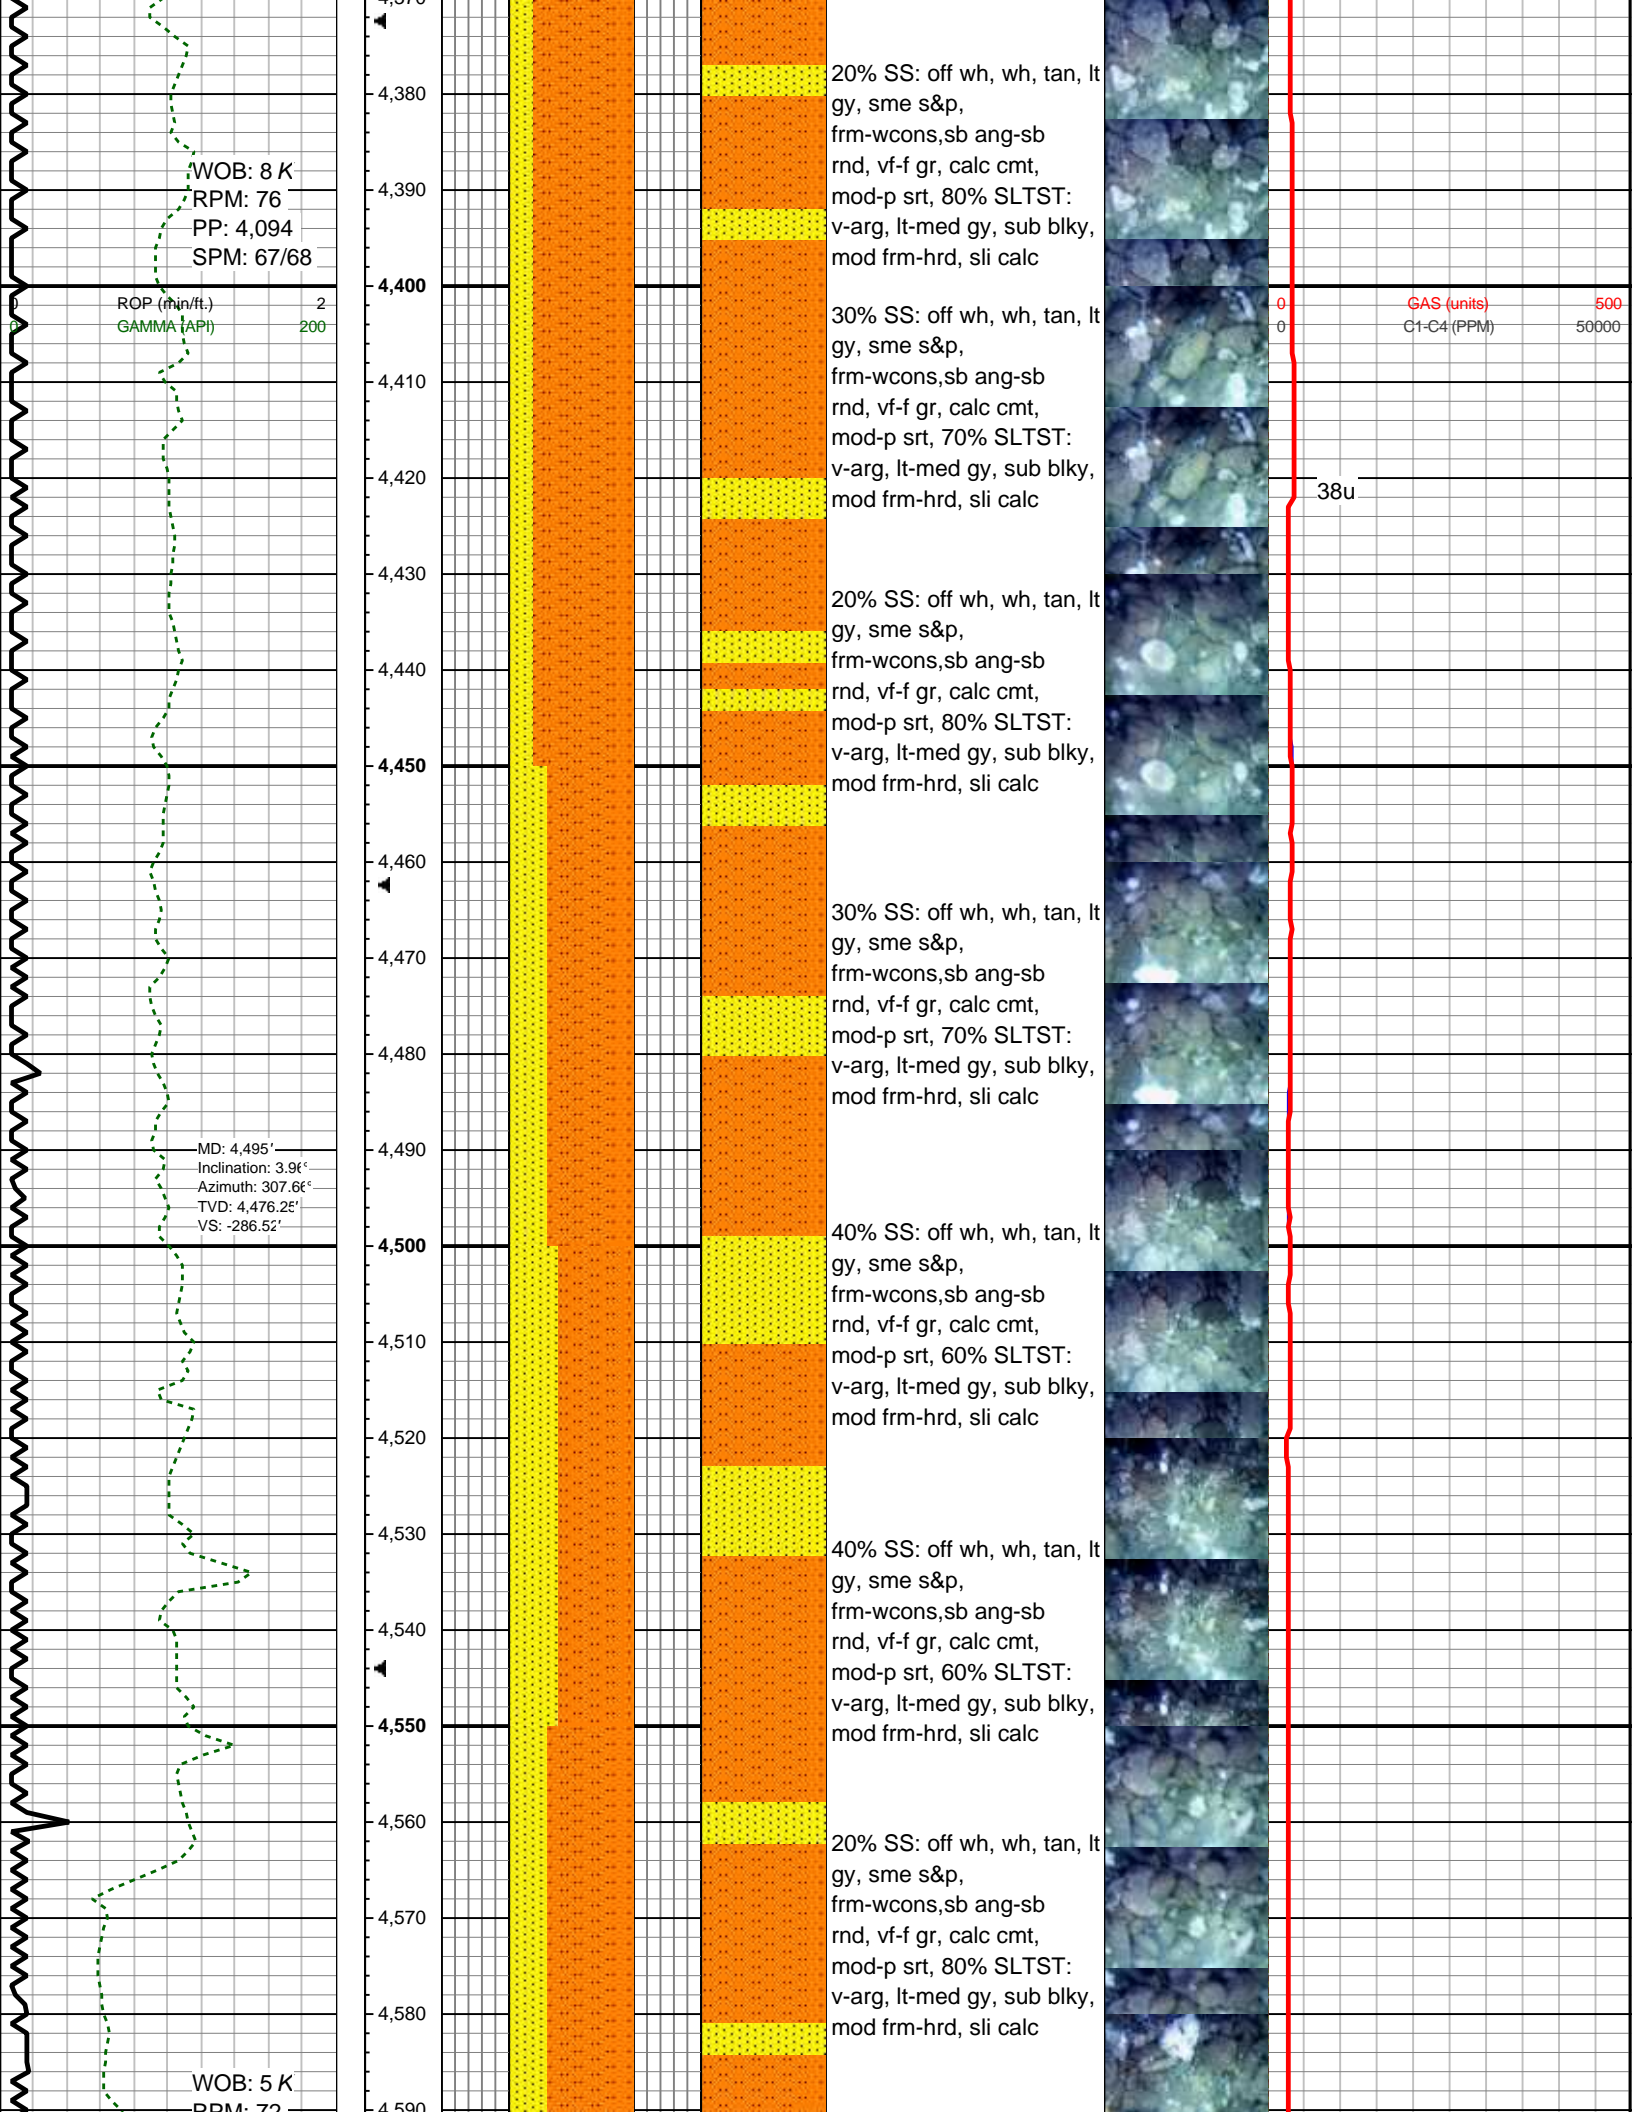 4,380
4,390
4,400
4,410
4,420
4,430
4,440
4,450
4,460
4,470
4,480
4,490
4,500
4,510
4,520
4,530
4,540
4,550
4,560
4,570
4,580
4,590
WOB: 8 K
RPM: 76
PP: 4,094
SPM: 67/68
0 ROP (min/ft.) 2
0 GAMMA (API) 200
MD: 4,495'
Inclination: 3.96°
Azimuth: 307.66°
TVD: 4,476.25'
VS: -286.52'
WOB: 5 K
RPM: 72
20% SS: off wh, wh, tan, lt
gy, sme s&p,
frm-wcons,sb ang-sb
rnd, vf-f gr, calc cmt,
mod-p srt, 80% SLTST:
v-arg, lt-med gy, sub blky,
mod frm-hrd, sli calc
30% SS: off wh, wh, tan, lt
gy, sme s&p,
frm-wcons,sb ang-sb
rnd, vf-f gr, calc cmt,
mod-p srt, 70% SLTST:
v-arg, lt-med gy, sub blky,
mod frm-hrd, sli calc
20% SS: off wh, wh, tan, lt
gy, sme s&p,
frm-wcons,sb ang-sb
rnd, vf-f gr, calc cmt,
mod-p srt, 80% SLTST:
v-arg, lt-med gy, sub blky,
mod frm-hrd, sli calc
30% SS: off wh, wh, tan, lt
gy, sme s&p,
frm-wcons,sb ang-sb
rnd, vf-f gr, calc cmt,
mod-p srt, 70% SLTST:
v-arg, lt-med gy, sub blky,
mod frm-hrd, sli calc
40% SS: off wh, wh, tan, lt
gy, sme s&p,
frm-wcons,sb ang-sb
rnd, vf-f gr, calc cmt,
mod-p srt, 60% SLTST:
v-arg, lt-med gy, sub blky,
mod frm-hrd, sli calc
40% SS: off wh, wh, tan, lt
gy, sme s&p,
frm-wcons,sb ang-sb
rnd, vf-f gr, calc cmt,
mod-p srt, 60% SLTST:
v-arg, lt-med gy, sub blky,
mod frm-hrd, sli calc
20% SS: off wh, wh, tan, lt
gy, sme s&p,
frm-wcons,sb ang-sb
rnd, vf-f gr, calc cmt,
mod-p srt, 80% SLTST:
v-arg, lt-med gy, sub blky,
mod frm-hrd, sli calc
0 GAS (units) 500
0 C1-C4 (PPM) 50000
38u